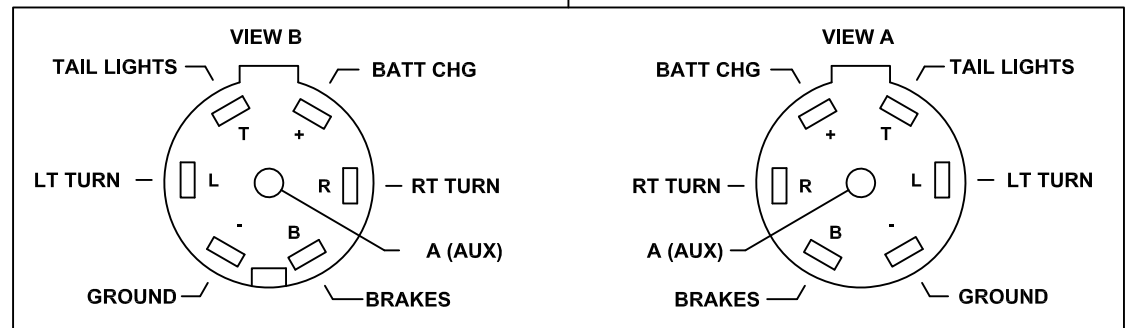 VIEW B
TAIL LIGHTS
BATT CHG
T
+
LT TURN
L
R
RT TURN
-
B
A (AUX)
GROUND
BRAKES
VIEW A
BATT CHG
TAIL LIGHTS
+
T
RT TURN
R
L
LT TURN
B
-
A (AUX)
BRAKES
GROUND